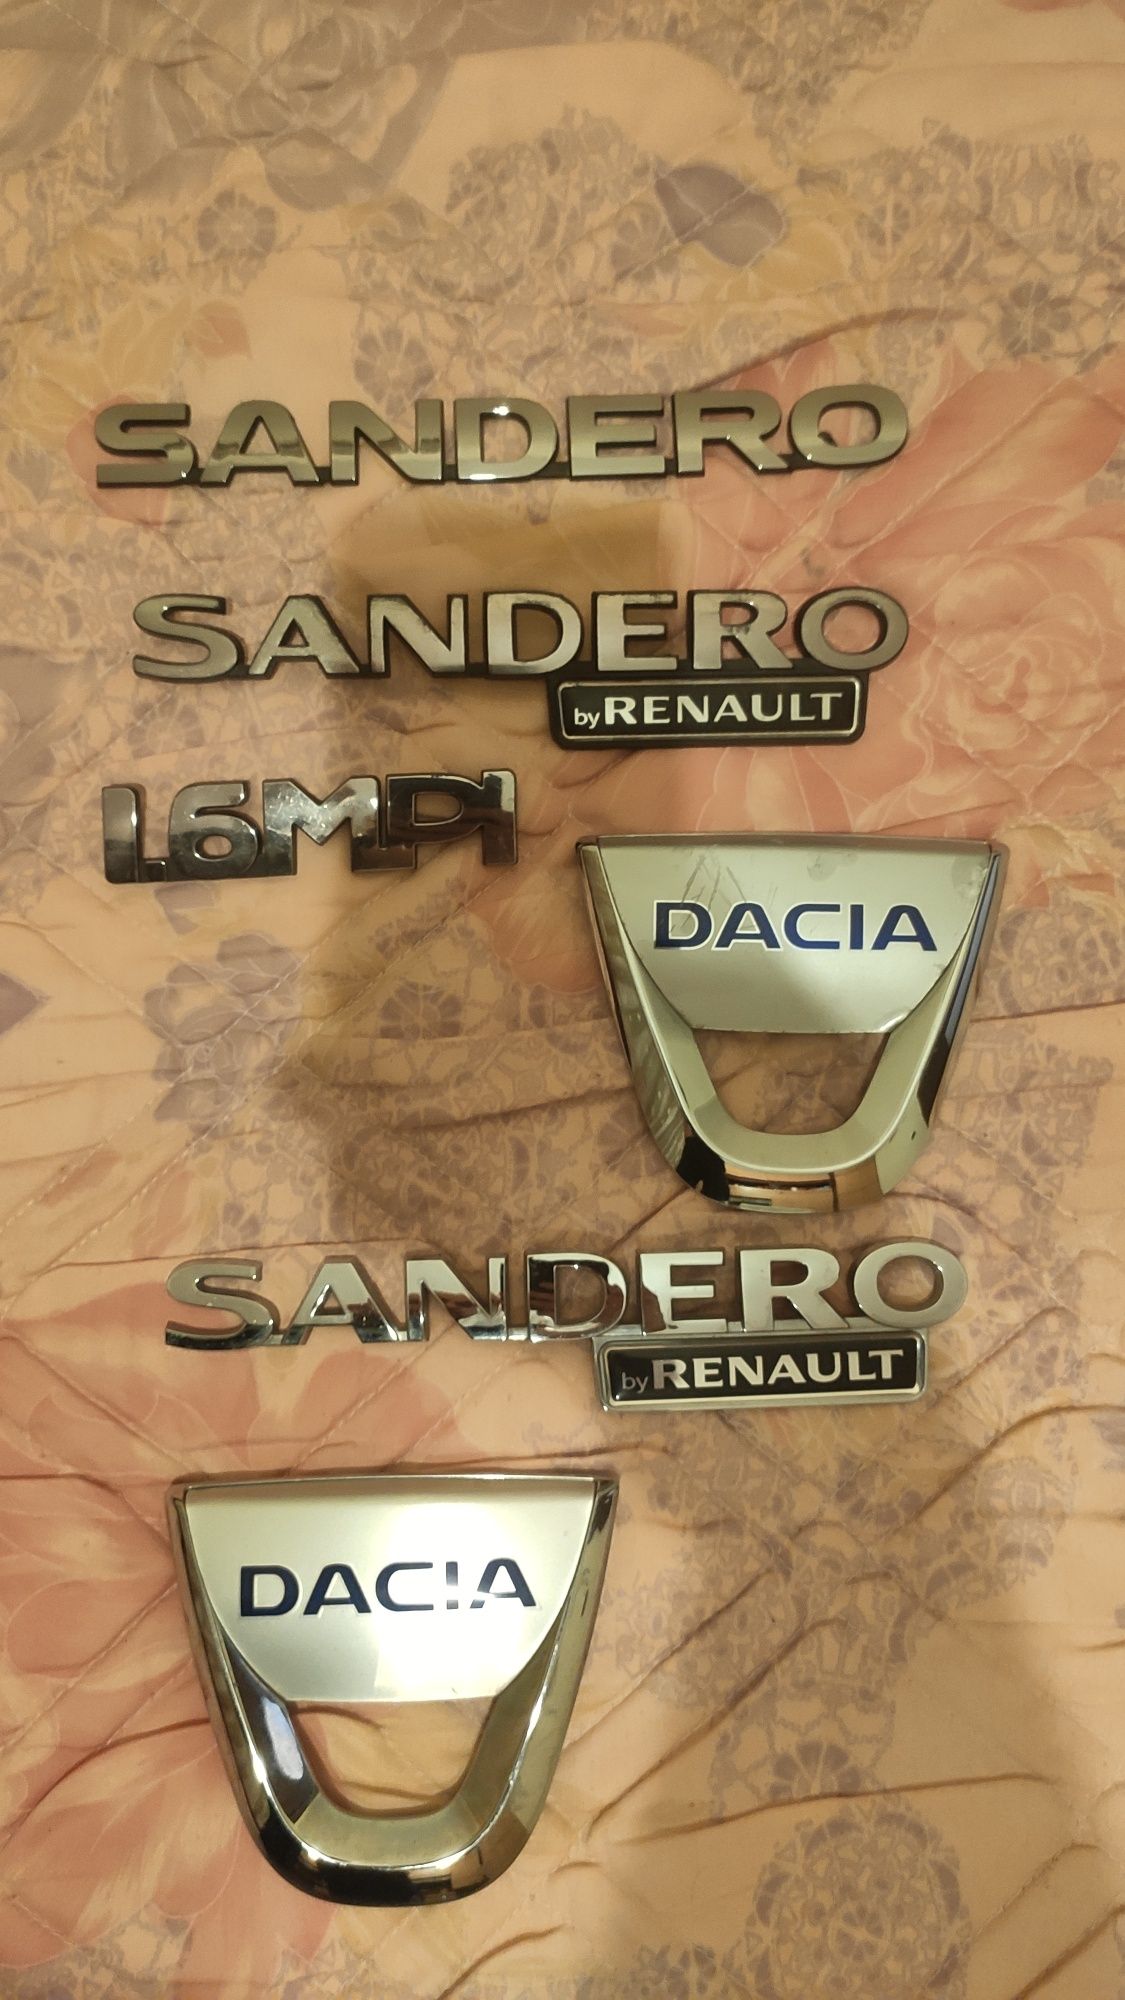 SANDERO
SANDERO
by RENAULT
1.6MPI
DACIA
SANDERO
by RENAULT
DACIA